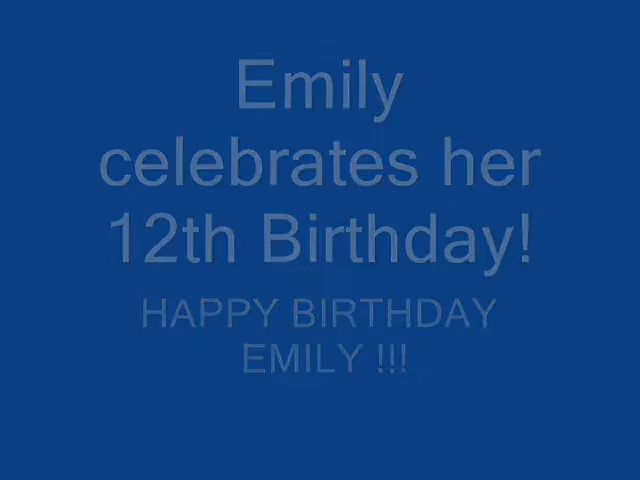 Emily
celebrates her
12th Birthday!
HAPPY BIRTHDAY
EMILY !!!